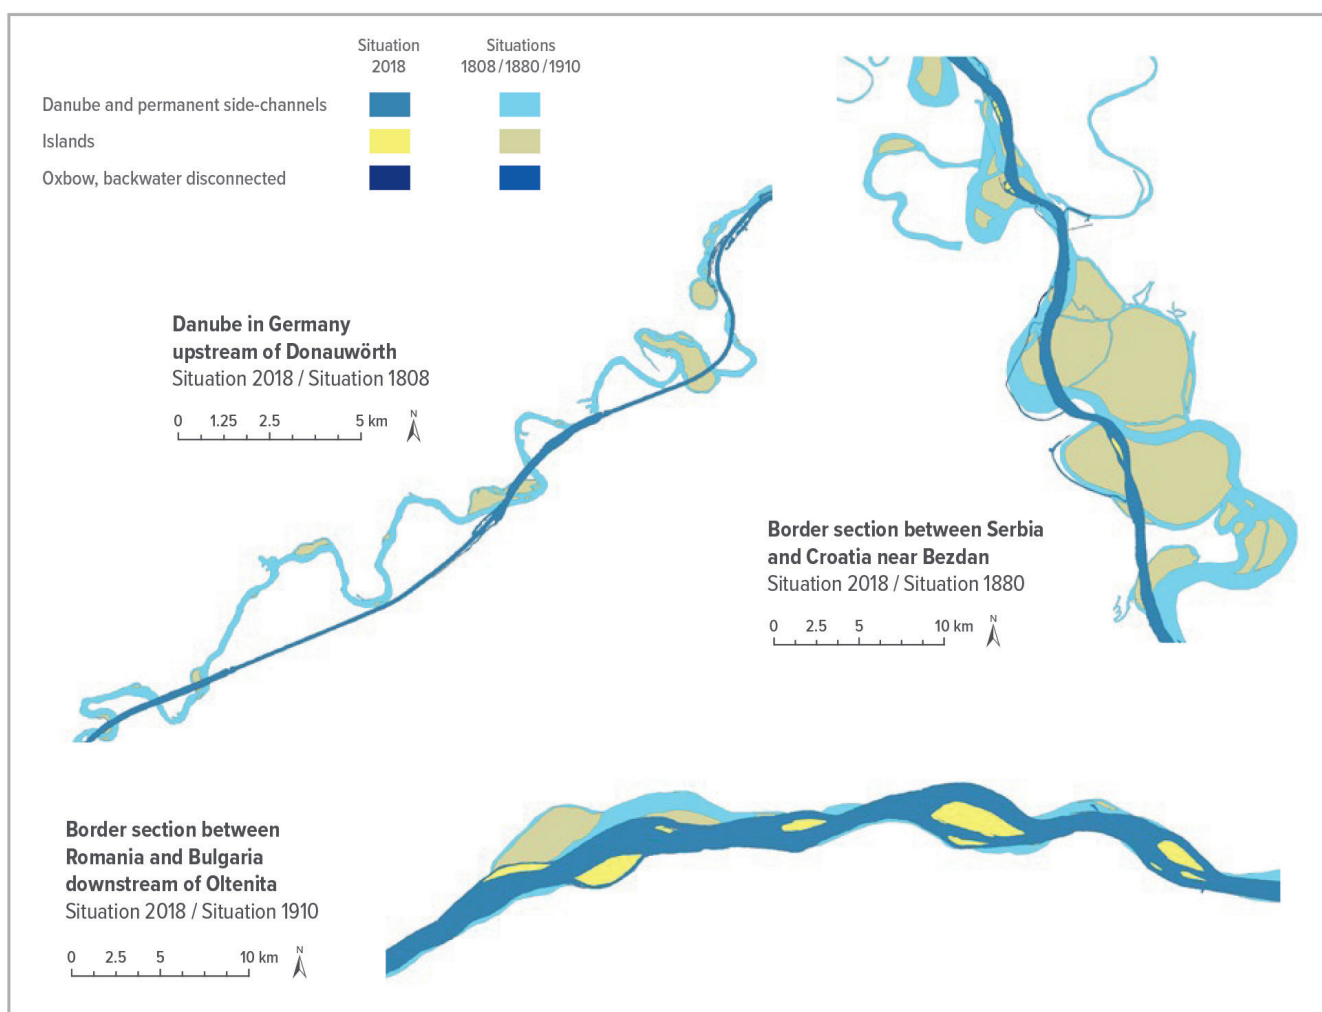 Situation 2018
Situations 1808 / 1880 / 1910
Danube and permanent side-channels
Islands
Oxbow, backwater disconnected
Danube in Germany
upstream of Donauwörth
Situation 2018 / Situation 1808
0 1.25 2.5 5 km N
Border section between Serbia
and Croatia near Bezdan
Situation 2018 / Situation 1880
0 2.5 5 10 km N
Border section between
Romania and Bulgaria
downstream of Oltenita
Situation 2018 / Situation 1910
0 2.5 5 10 km N